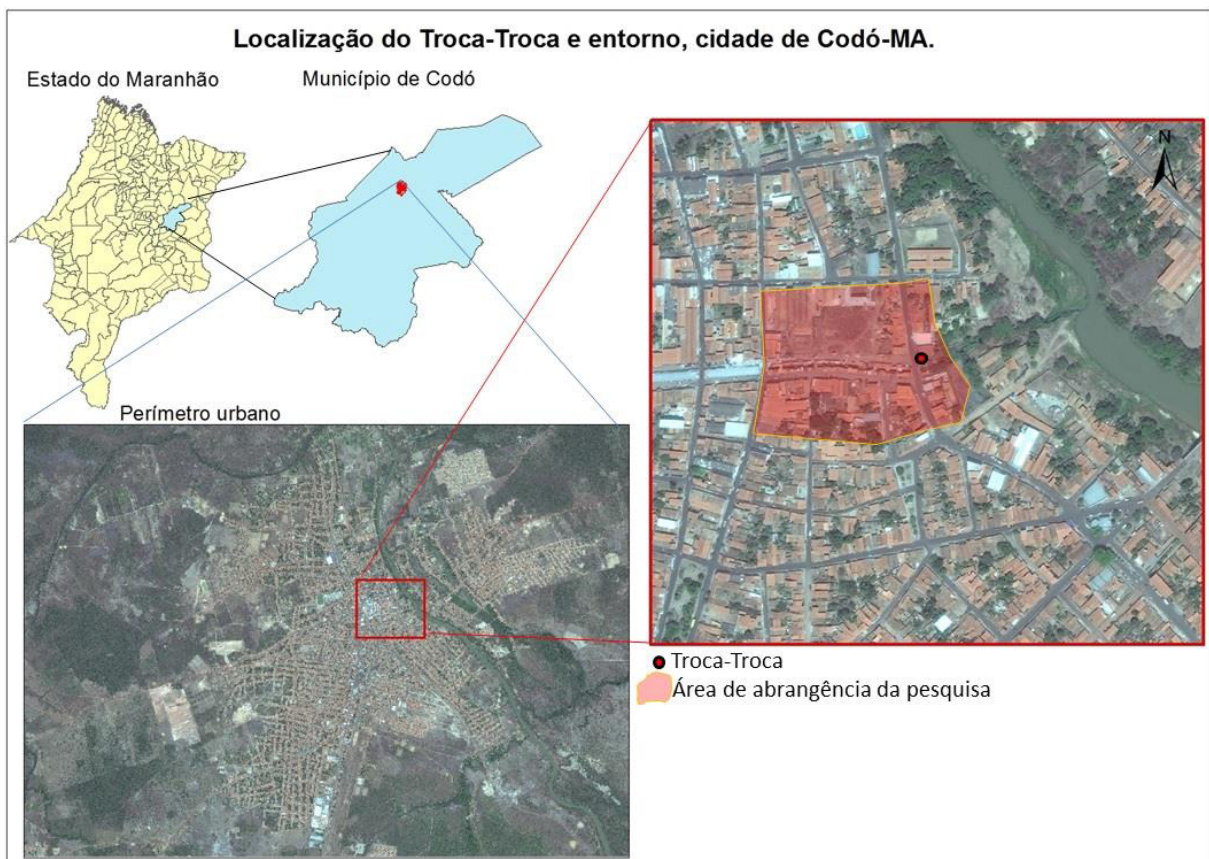 Localização do Troca-Troca e entorno, cidade de Codó-MA.
Estado do Maranhão
Município de Codó
N
Perímetro urbano
Troca-Troca
Área de abrangência da pesquisa